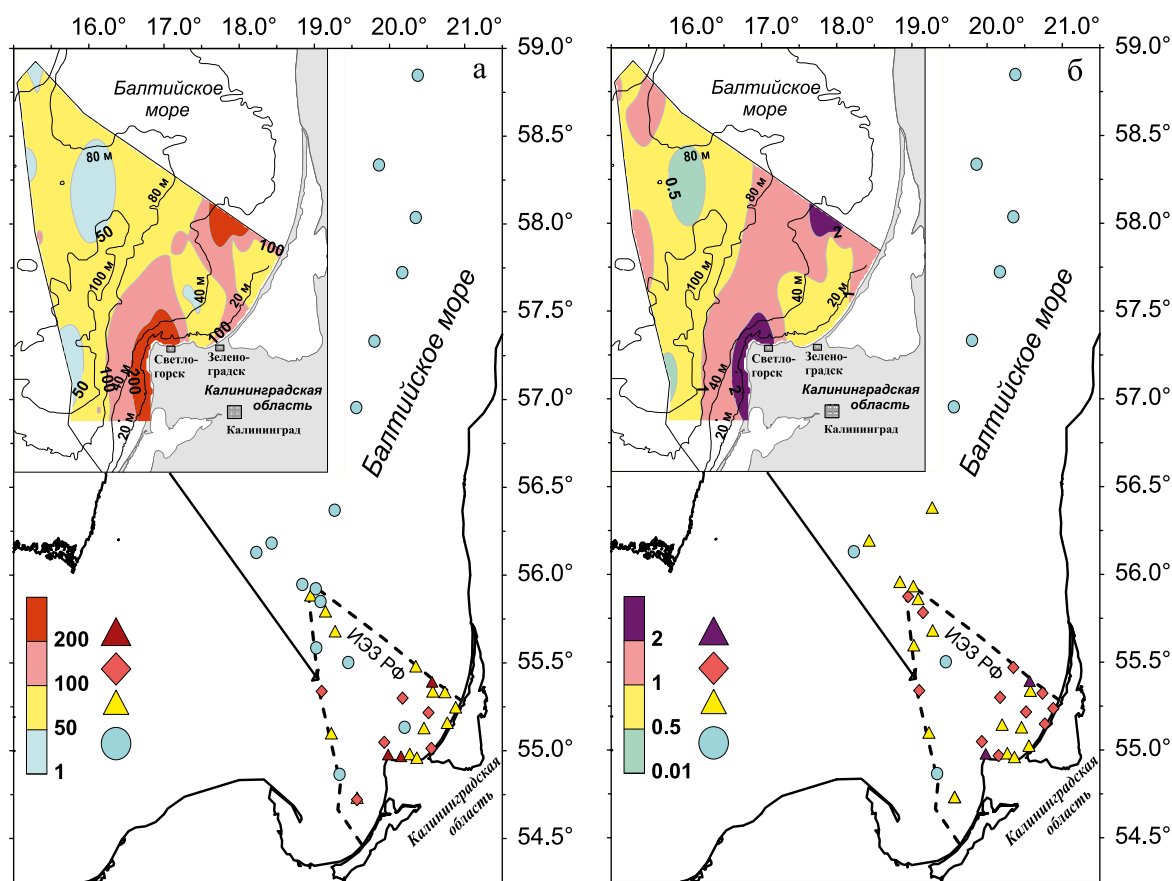 16.0° 17.0° 18.0° 19.0° 20.0° 21.0°
59.0°
58.5°
58.0°
57.5°
57.0°
56.5°
56.0°
55.5°
55.0°
54.5°
а
Балтийское
море
80 м
80 м
50
100 м
100
40 м
20 м
100
50
100
40 м
200
20 м
Светло-
горск
Зелено-
градск
Калининградская
область
Калининград
Балтийское море
ИЭЗ РФ
Калининградская
область
200
100
50
1
16.0° 17.0° 18.0° 19.0° 20.0° 21.0°
59.0°
58.5°
58.0°
57.5°
57.0°
56.5°
56.0°
55.5°
55.0°
54.5°
б
Балтийское
море
80 м
80 м
0.5
100 м
2
40 м
20 м
1
1
40 м
2
20 м
Светло-
горск
Зелено-
градск
Калининградская
область
Калининград
Балтийское море
ИЭЗ РФ
Калининградская
область
2
1
0.5
0.01